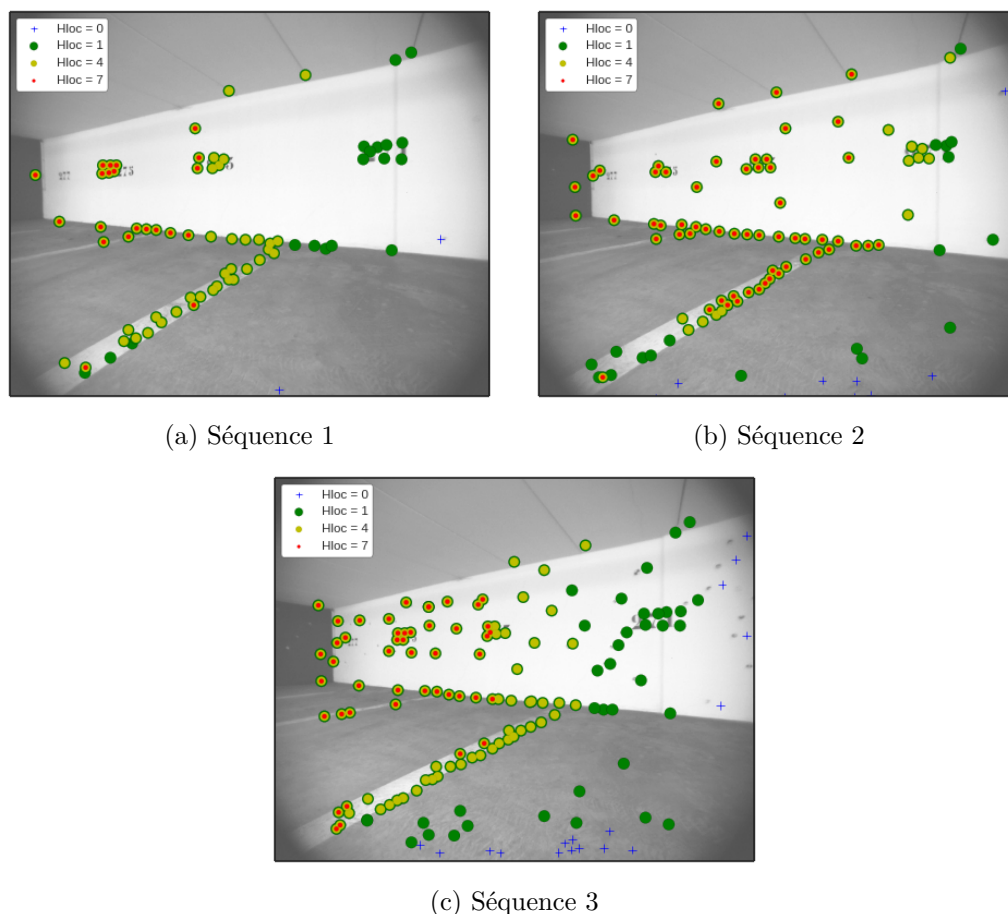 Hloc = 0
Hloc = 1
Hloc = 4
Hloc = 7
(a) Séquence 1
Hloc = 0
Hloc = 1
Hloc = 4
Hloc = 7
(b) Séquence 2
Hloc = 0
Hloc = 1
Hloc = 4
Hloc = 7
(c) Séquence 3